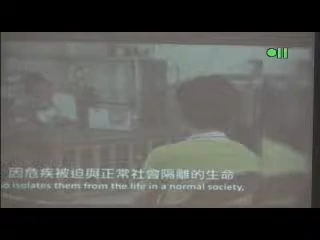 因危疾被迫與正常社會隔離的生命
so isolates them from the life in a normal society,